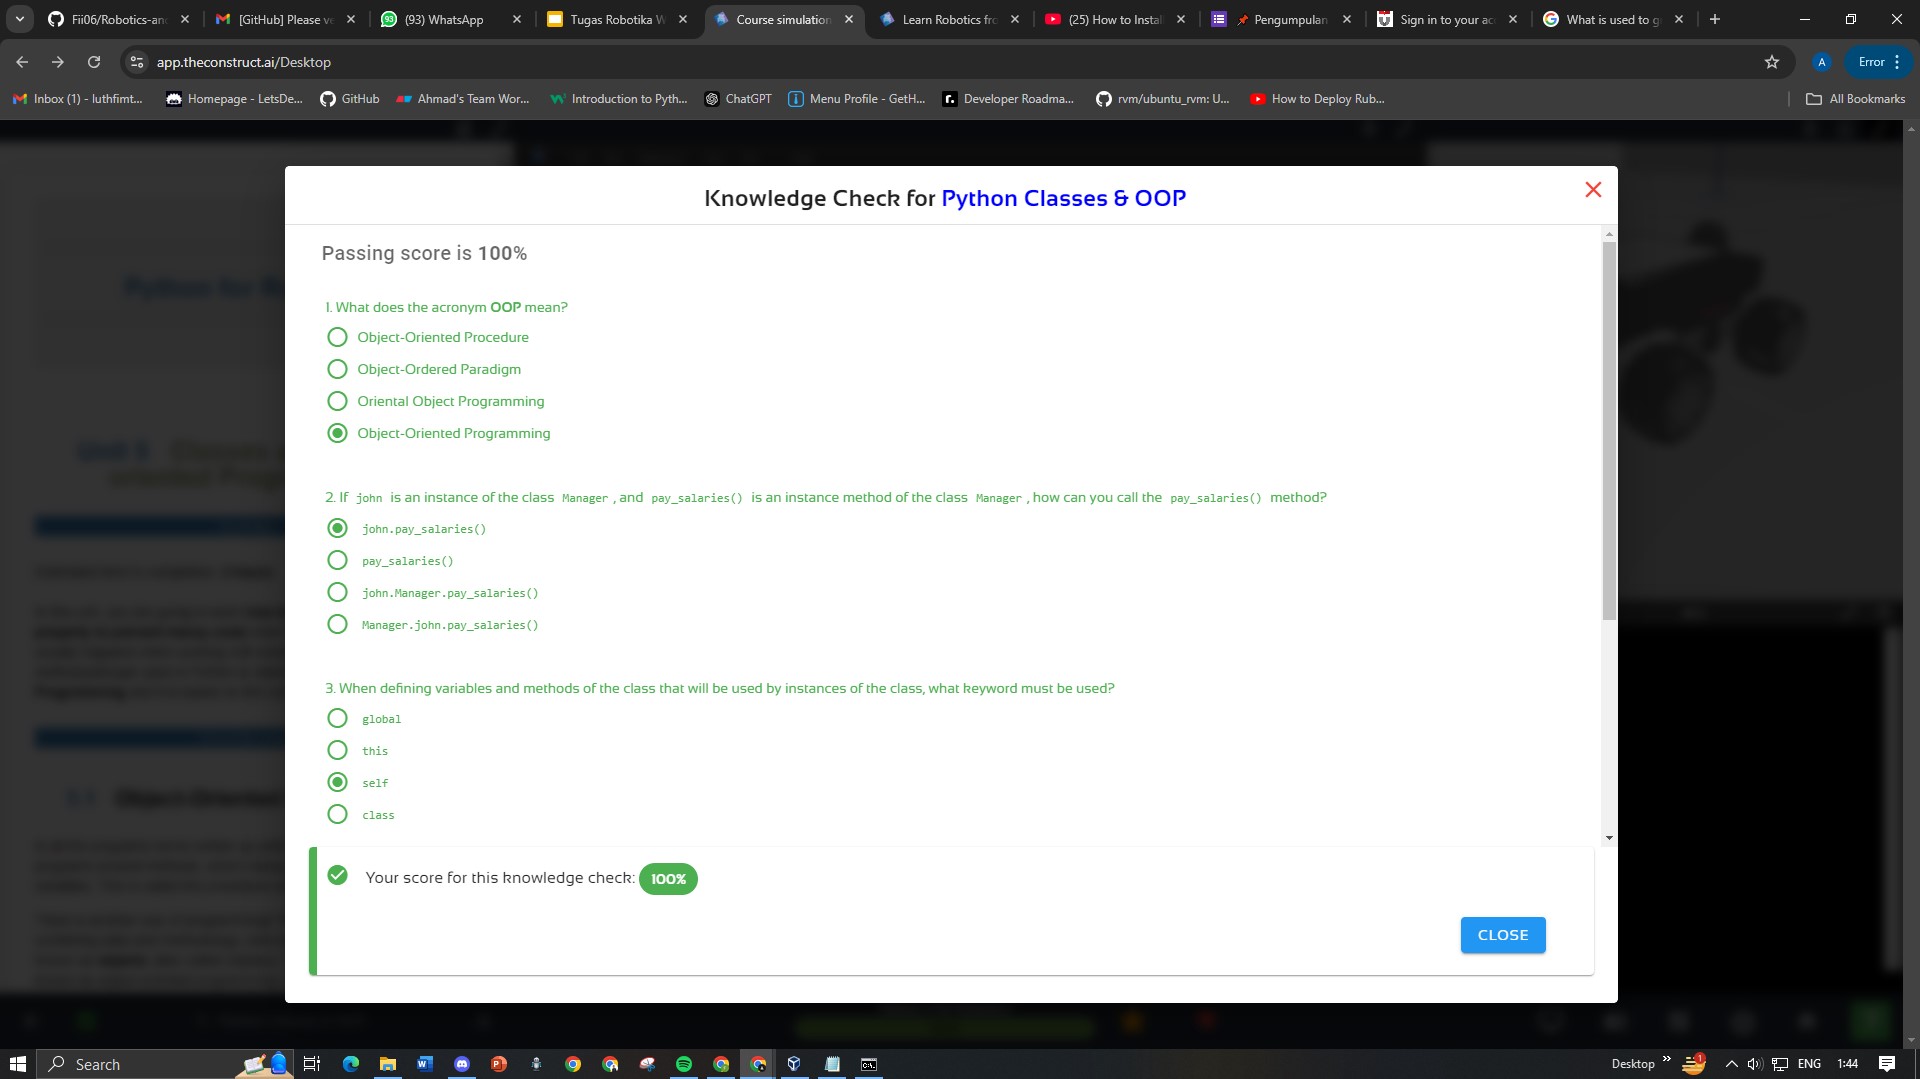 Fii06/Robotics-an
[GitHub] Please ve
(93) WhatsApp
Tugas Robotika W
Course simulation
Learn Robotics fro
(25) How to Install
Pengumpulan
Sign in to your ac
What is used to g
app.theconstruct.ai/Desktop
A
Error
Inbox (1) - luthfimt...
Homepage - LetsDe...
GitHub
Ahmad's Team Wor...
Introduction to Pyth...
ChatGPT
Menu Profile - GetH...
Developer Roadma...
rvm/ubuntu_rvm: U...
How to Deploy Rub...
All Bookmarks
Knowledge Check for Python Classes & OOP
Passing score is 100%
1. What does the acronym OOP mean?
Object-Oriented Procedure
Object-Ordered Paradigm
Oriental Object Programming
Object-Oriented Programming
2. If john is an instance of the class Manager , and pay_salaries() is an instance method of the class Manager , how can you call the pay_salaries() method?
john.pay_salaries()
pay_salaries()
john.Manager.pay_salaries()
Manager.john.pay_salaries()
3. When defining variables and methods of the class that will be used by instances of the class, what keyword must be used?
global
this
self
class
Your score for this knowledge check: 100%
CLOSE
Search
Desktop
ENG
1:44